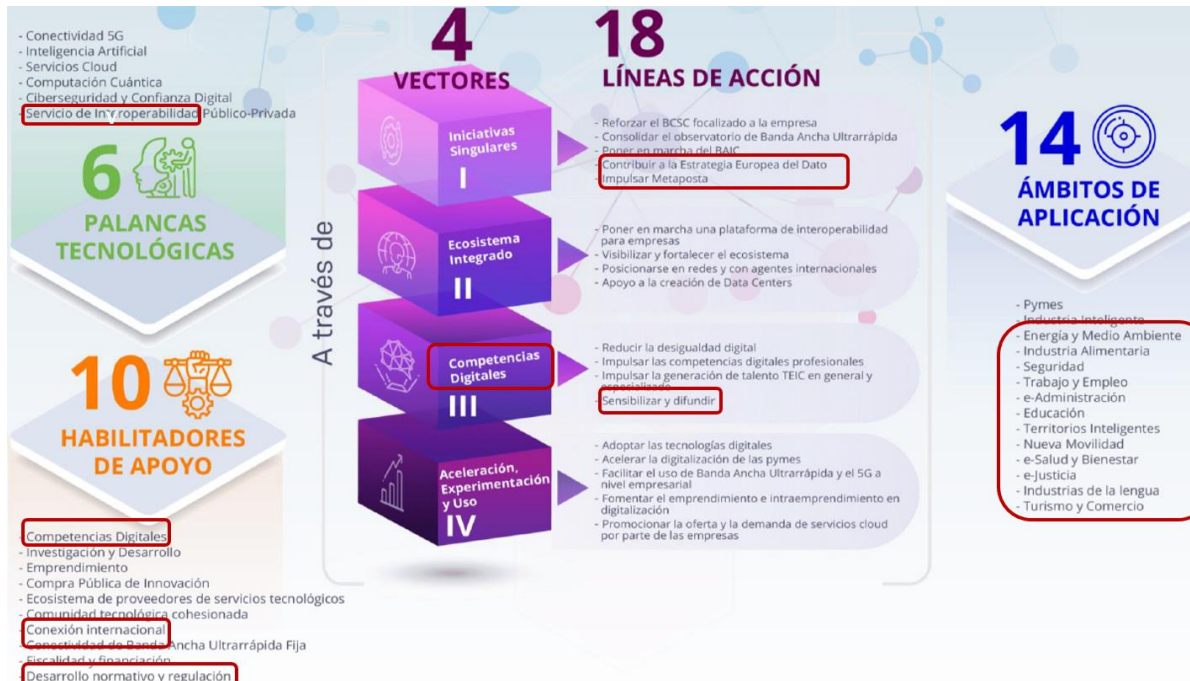 - Conectividad 5G
- Inteligencia Artificial
- Servicios Cloud
- Computación Cuántica
- Ciberseguridad y Confianza Digital
- Servicio de Interoperabilidad Público-Privada
6
PALANCAS
TECNOLÓGICAS
10
HABILITADORES
DE APOYO
- Competencias Digitales
- Investigación y Desarrollo
- Emprendimiento
- Compra Pública de Innovación
- Ecosistema de proveedores de servicios tecnológicos
- Comunidad tecnológica cohesionada
- Conexión internacional
- Conectividad de Banda Ancha Ultrarrápida Fija
- Fiscalidad y financiación
- Desarrollo normativo y regulación
A través de
4
VECTORES
Iniciativas
Singulares
I
Ecosistema
Integrado
II
Competencias
Digitales
III
Aceleración,
Experimentación
y Uso
IV
18
LÍNEAS DE ACCIÓN
- Reforzar el BCSC focalizado a la empresa
- Consolidar el observatorio de Banda Ancha Ultrarrápida
- Poner en marcha del BAIC
- Contribuir a la Estrategia Europea del Dato
- Impulsar Metaposta
- Poner en marcha una plataforma de interoperabilidad
para empresas
- Visibilizar y fortalecer el ecosistema
- Posicionarse en redes y con agentes internacionales
- Apoyo a la creación de Data Centers
- Reducir la desigualdad digital
- Impulsar las competencias digitales profesionales
- Impulsar la generación de talento TEIC en general y
especializado
- Sensibilizar y difundir
- Adoptar las tecnologías digitales
- Acelerar la digitalización de las pymes
- Facilitar el uso de Banda Ancha Ultrarrápida y el 5G a
nivel empresarial
- Fomentar el emprendimiento e intraemprendimiento en
digitalización
- Promocionar la oferta y la demanda de servicios cloud
por parte de las empresas
14
ÁMBITOS DE
APLICACIÓN
- Pymes
- Industria Inteligente
- Energía y Medio Ambiente
- Industria Alimentaria
- Seguridad
- Trabajo y Empleo
- e-Administración
- Educación
- Territorios Inteligentes
- Nueva Movilidad
- e-Salud y Bienestar
- e-Justicia
- Industrias de la lengua
- Turismo y Comercio